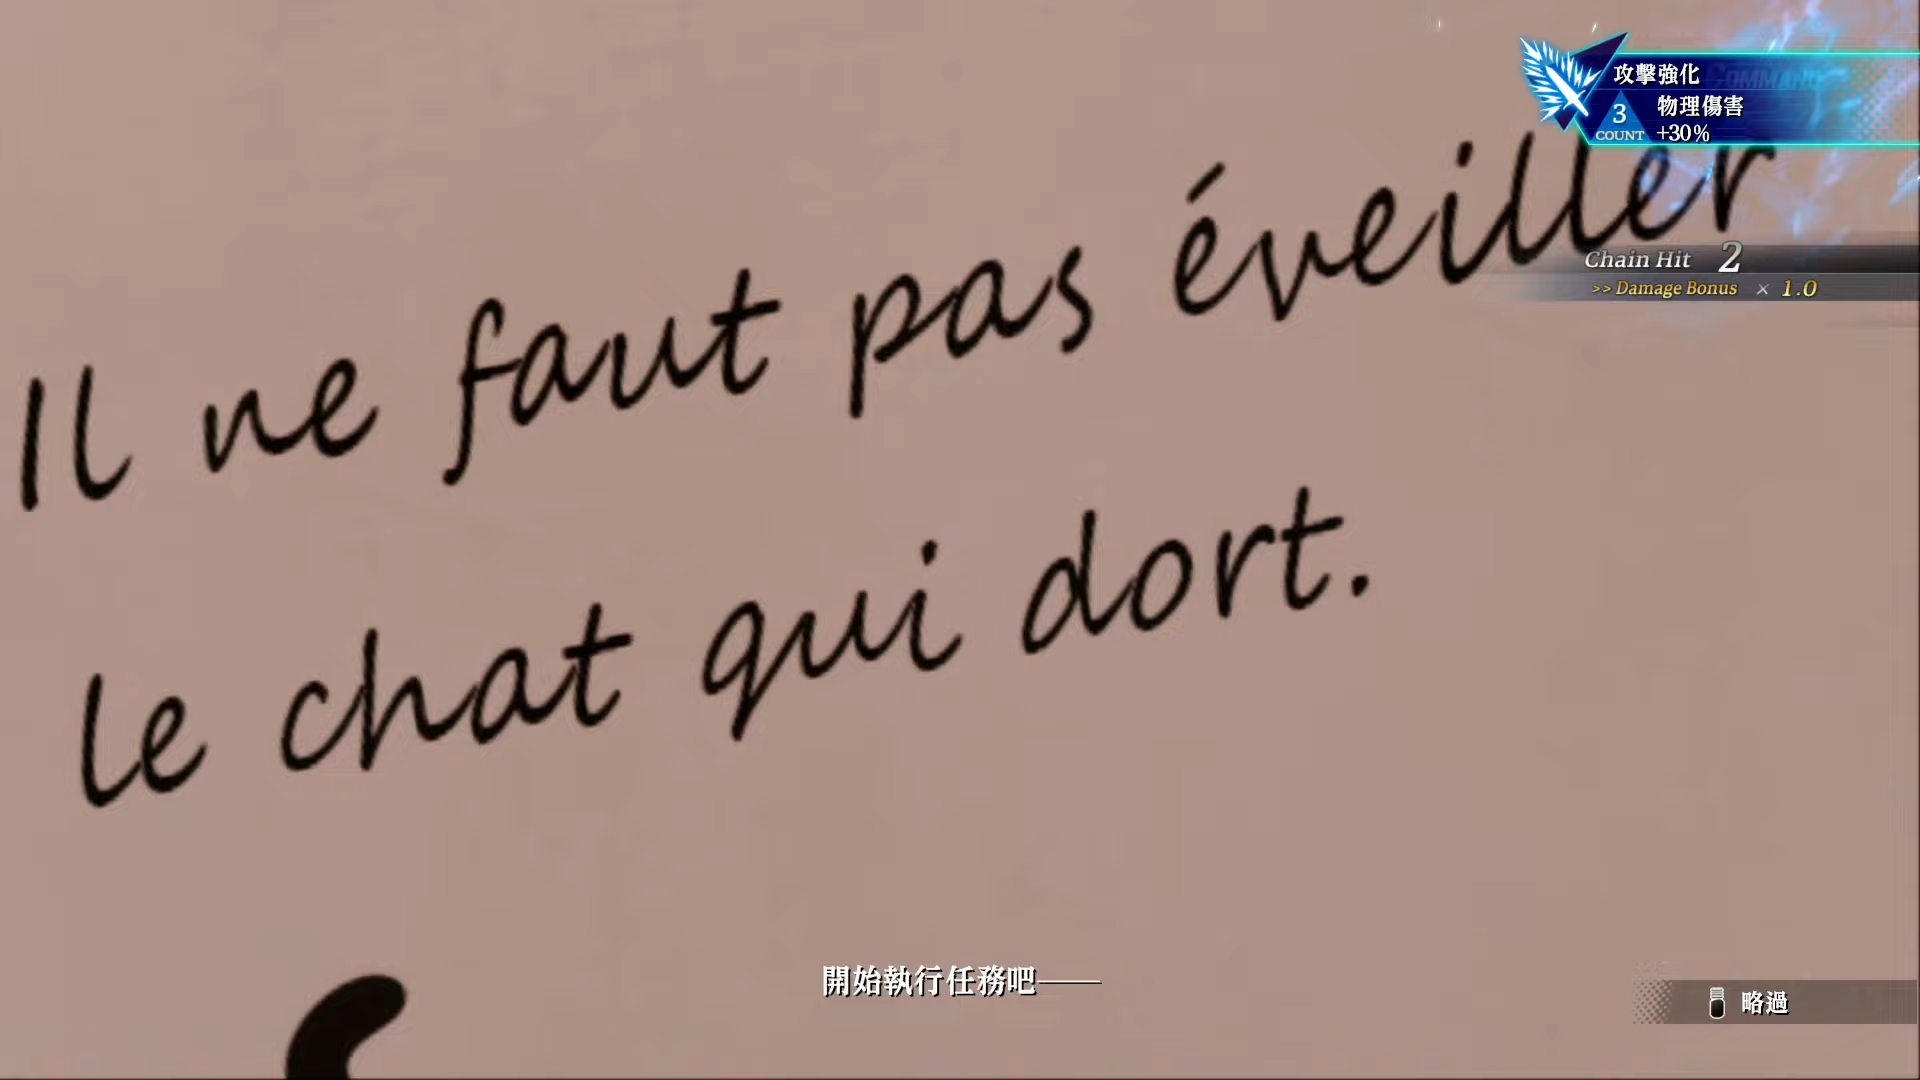 攻擊強化
COMMAND
3
COUNT
物理傷害
+30%
Il ne faut pas éveiller
Chain Hit 2
>> Damage Bonus × 1.0
le chat qui dort.
開始執行任務吧——
略過